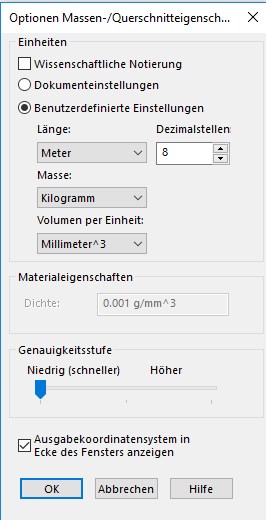 Optionen Massen-/Querschnitteigensch...
Einheiten
Wissenschaftliche Notierung
Dokumenteinstellungen
Benutzerdefinierte Einstellungen
Länge: Dezimalstellen:
Meter 8
Masse:
Kilogramm
Volumen per Einheit:
Millimeter^3
Materialeigenschaften
Dichte: 0.001 g/mm^3
Genauigkeitsstufe
Niedrig (schneller) Höher
Ausgabekoordinatensystem in
Ecke des Fensters anzeigen
OK Abbrechen Hilfe